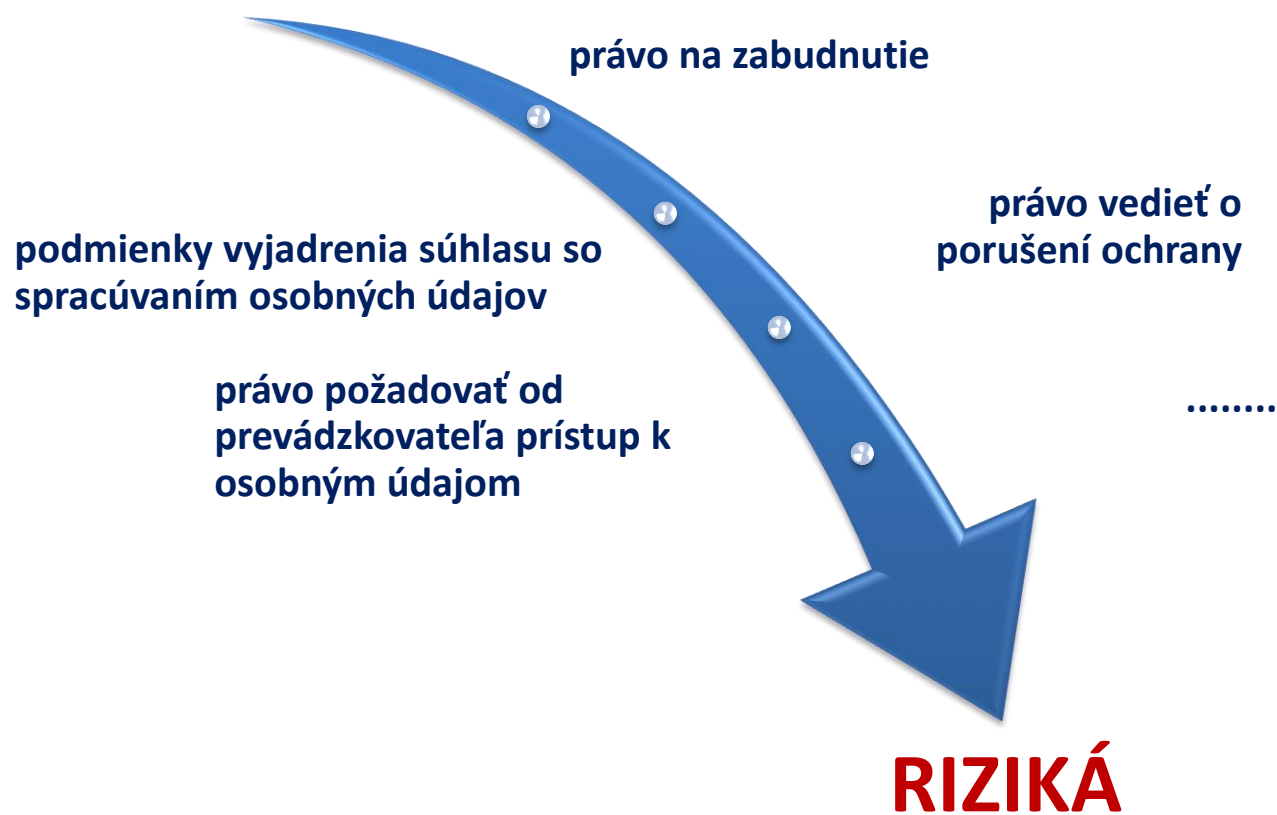 právo na zabudnutie
právo vedieť o
porušení ochrany
podmienky vyjadrenia súhlasu so
spracúvaním osobných údajov
právo požadovať od
prevádzkovateľa prístup k
osobným údajom
........
RIZIKÁ